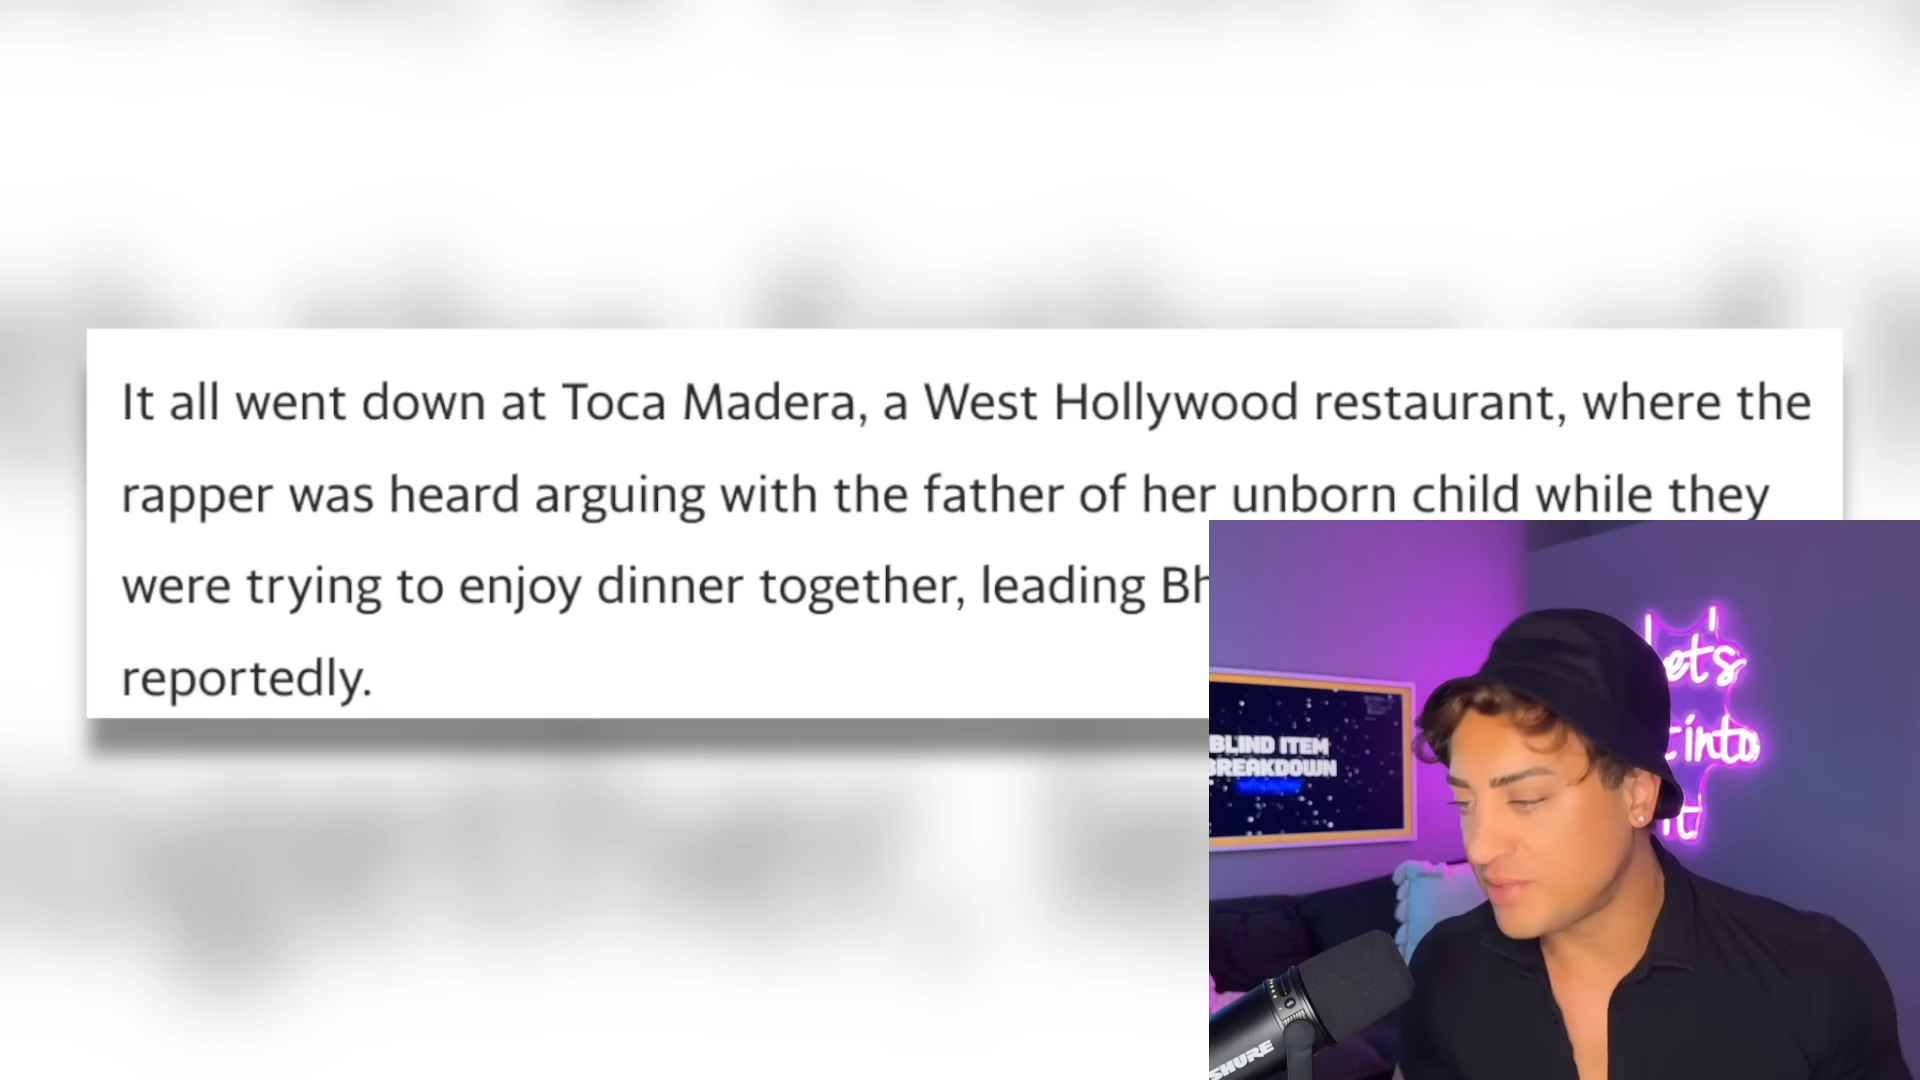 It all went down at Toca Madera, a West Hollywood restaurant, where the
rapper was heard arguing with the father of her unborn child while they
were trying to enjoy dinner together, leading
reportedly.
BLIND ITEM
BREAKDOWN
SHURE